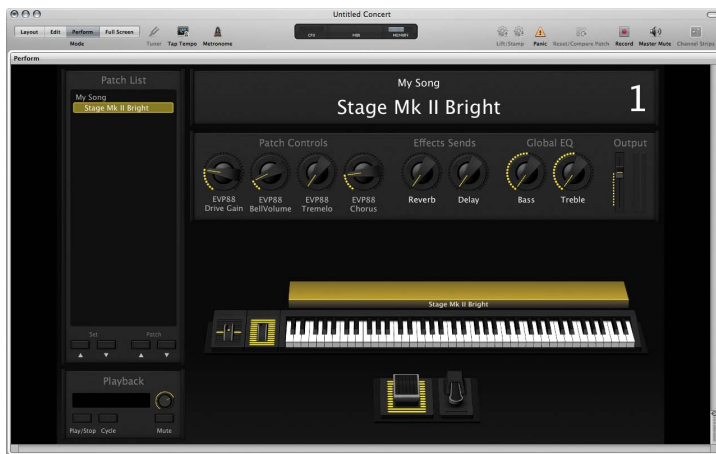 Untitled Concert
Layout Edit Perform Full Screen
Mode
Tuner Tap Tempo Metronome
CPU MIDI MEMORY
Lift/Stamp Panic Reset/Compare Patch Record Master Mute Channel Strips
Perform
Patch List
My Song
Stage Mk II Bright
My Song
Stage Mk II Bright
1
Patch Controls
Effects Sends
Global EQ
Output
EVP88 Drive Gain
EVP88 BellVolume
EVP88 Tremelo
EVP88 Chorus
Reverb
Delay
Bass
Treble
Stage Mk II Bright
Set
Patch
Playback
Play/Stop Cycle
Mute